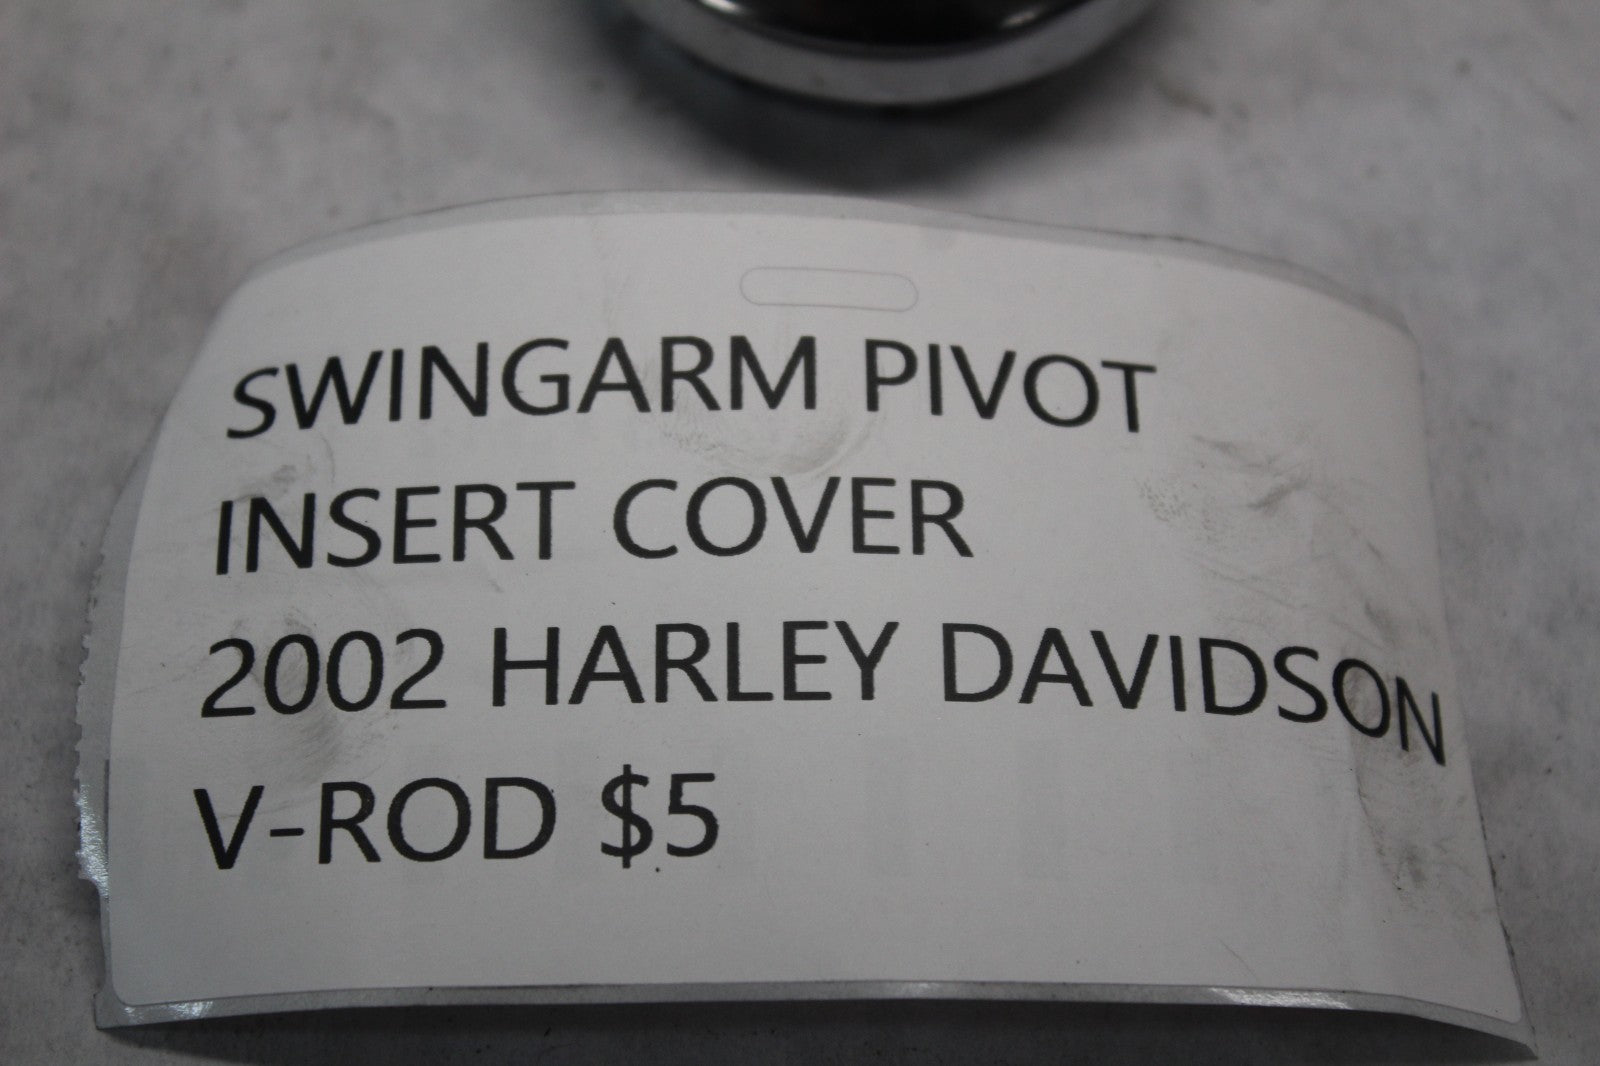 SWINGARM PIVOT
INSERT COVER
2002 HARLEY DAVIDSON
V-ROD $5